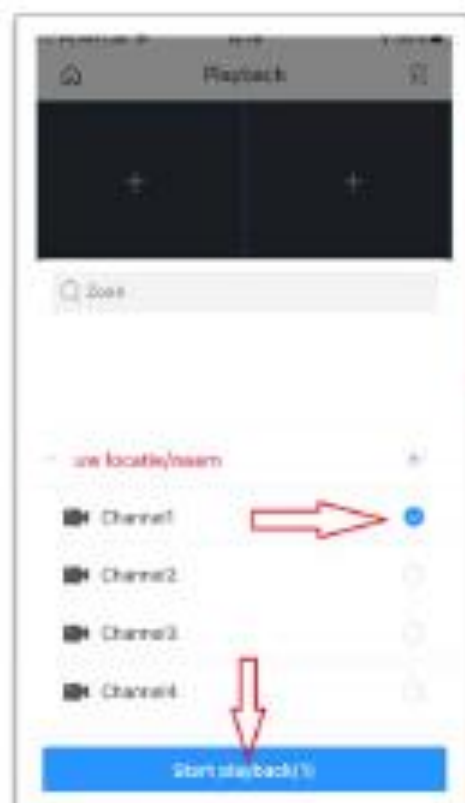 Playback
Zoek
uw locatie/naam
Channel1
Channel2
Channel3
Channel4
Start playback(1)